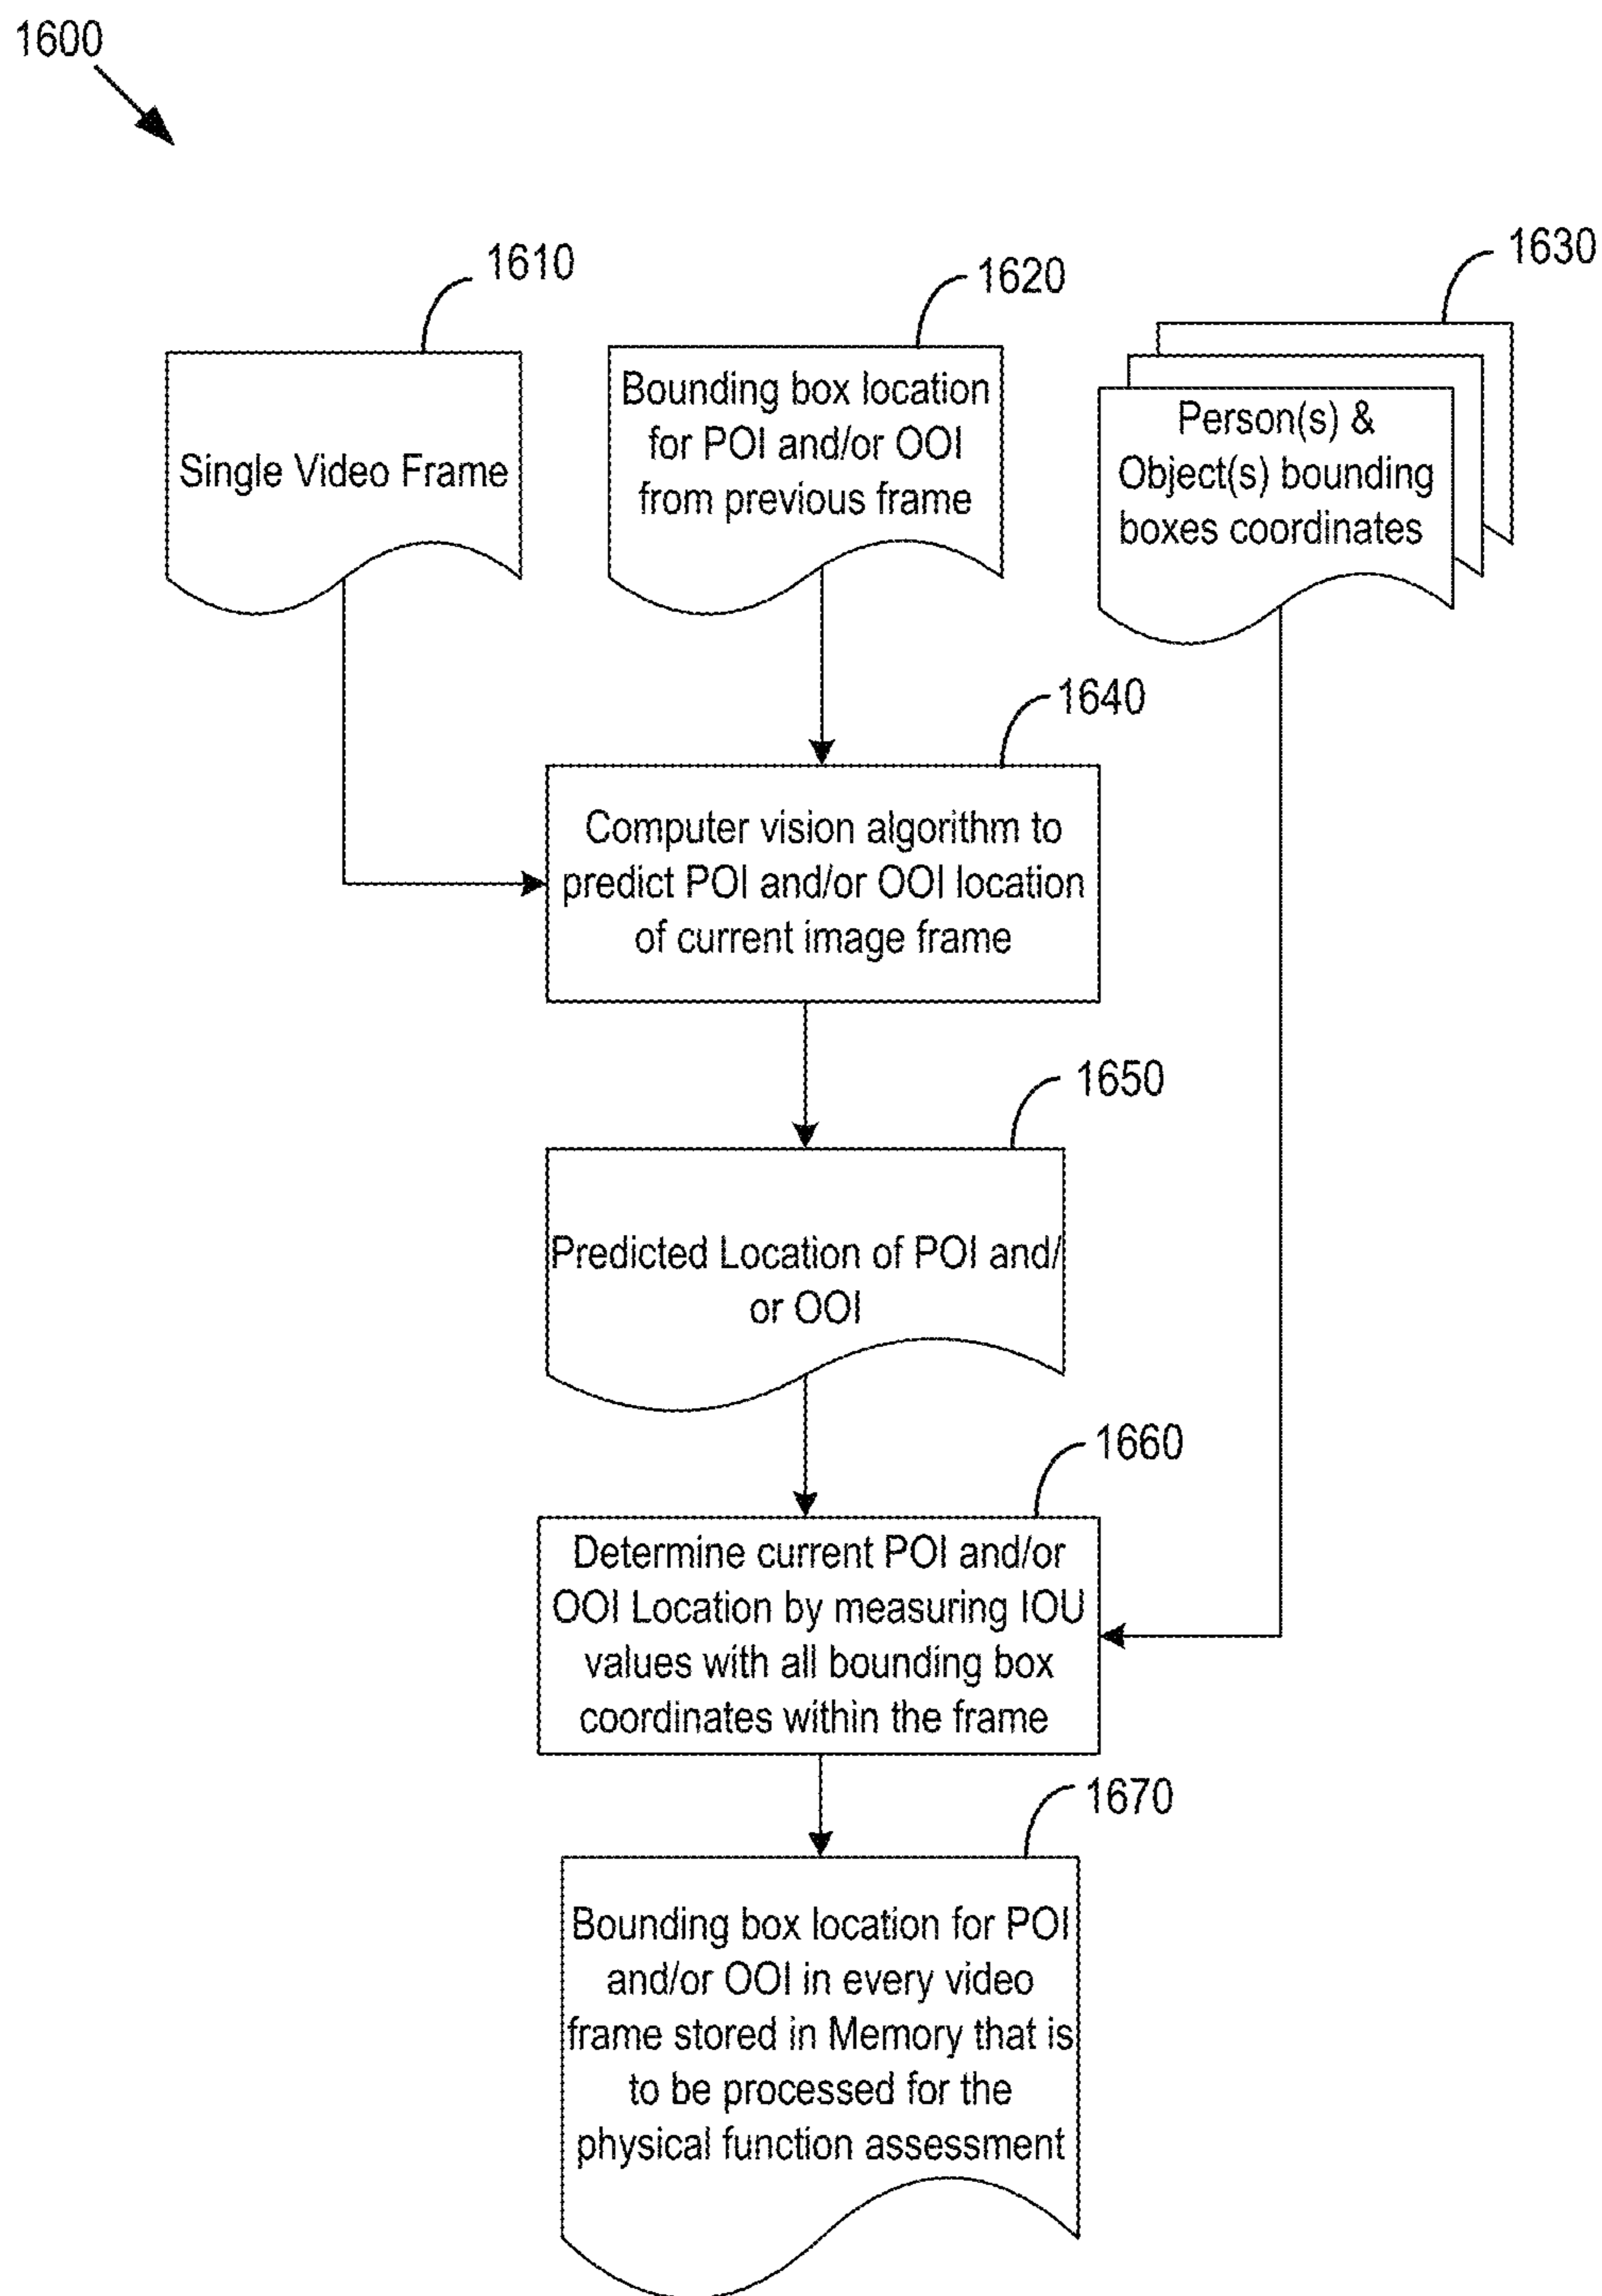 1600
1610
Single Video Frame
1620
Bounding box location
for POI and/or OOI
from previous frame
1630
Person(s) &
Object(s) bounding
boxes coordinates
1640
Computer vision algorithm to
predict POI and/or OOI location
of current image frame
1650
Predicted Location of POI and/
or OOI
1660
Determine current POI and/or
OOI Location by measuring IOU
values with all bounding box
coordinates within the frame
1670
Bounding box location for POI
and/or OOI in every video
frame stored in Memory that is
to be processed for the
physical function assessment